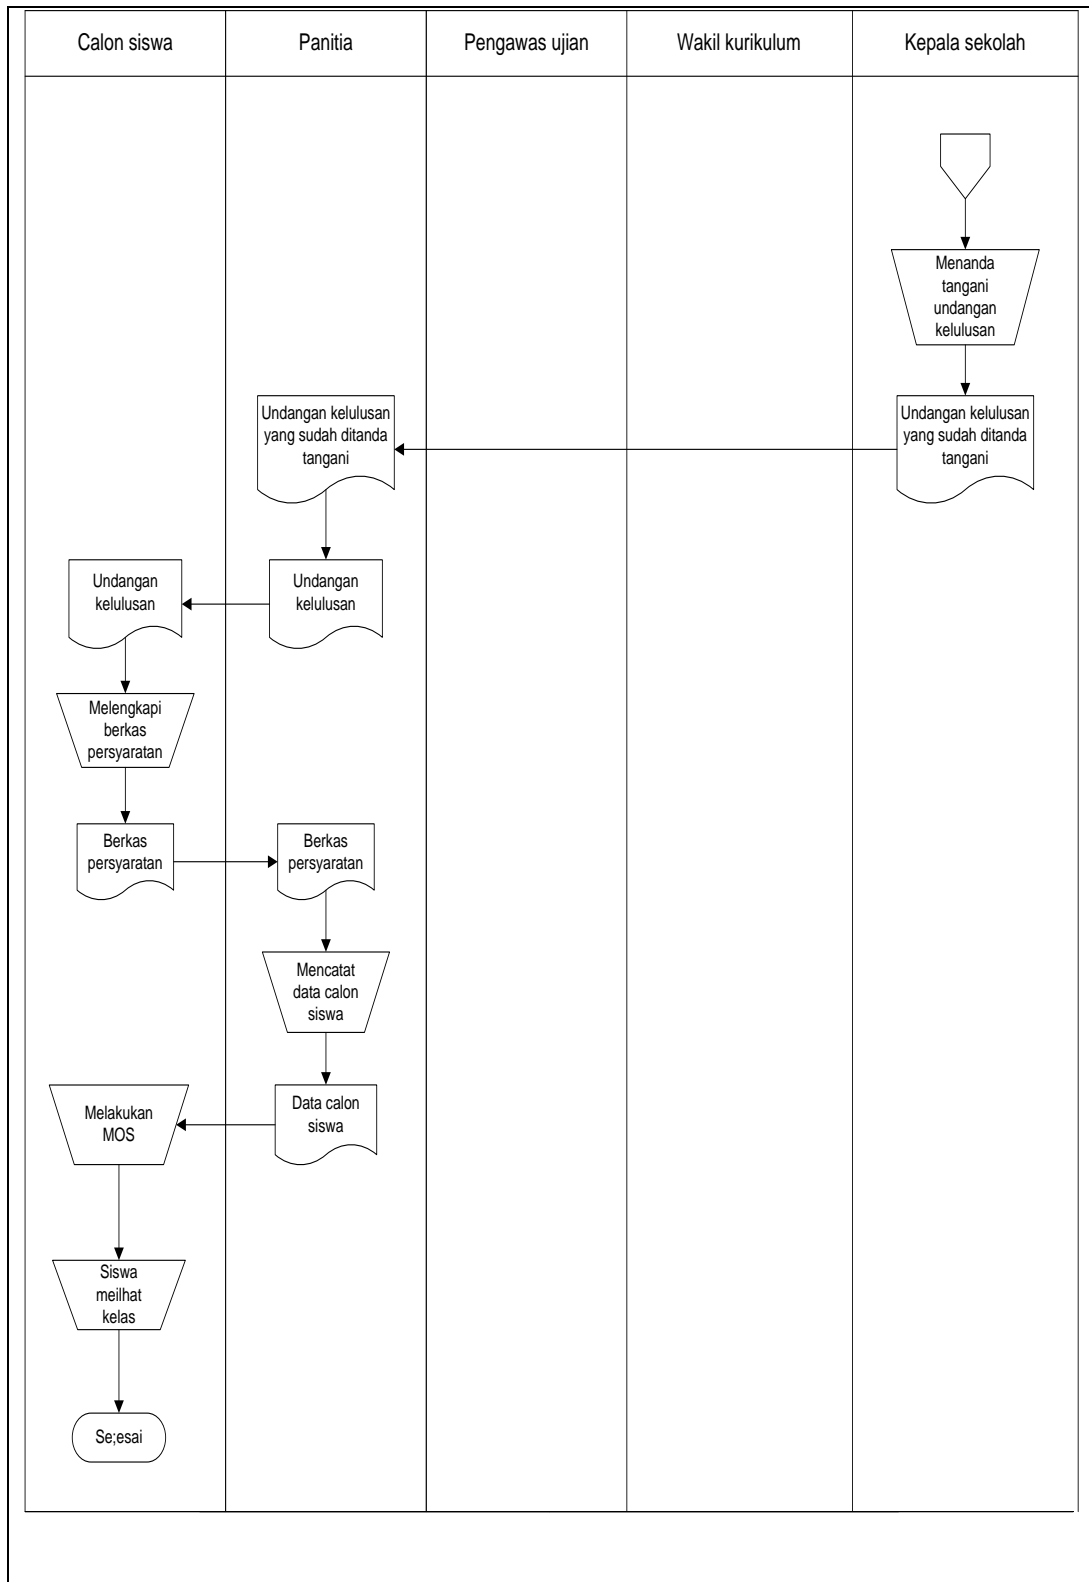 Calon siswa
Panitia
Pengawas ujian
Wakil kurikulum
Kepala sekolah
Menanda
tangani
undangan
kelulusan
Undangan kelulusan
yang sudah ditanda
tangani
Undangan kelulusan
yang sudah ditanda
tangani
Undangan
kelulusan
Undangan
kelulusan
Melengkapi
berkas
persyaratan
Berkas
persyaratan
Berkas
persyaratan
Mencatat
data calon
siswa
Data calon
siswa
Melakukan
MOS
Siswa
meilhat
kelas
Se;esai